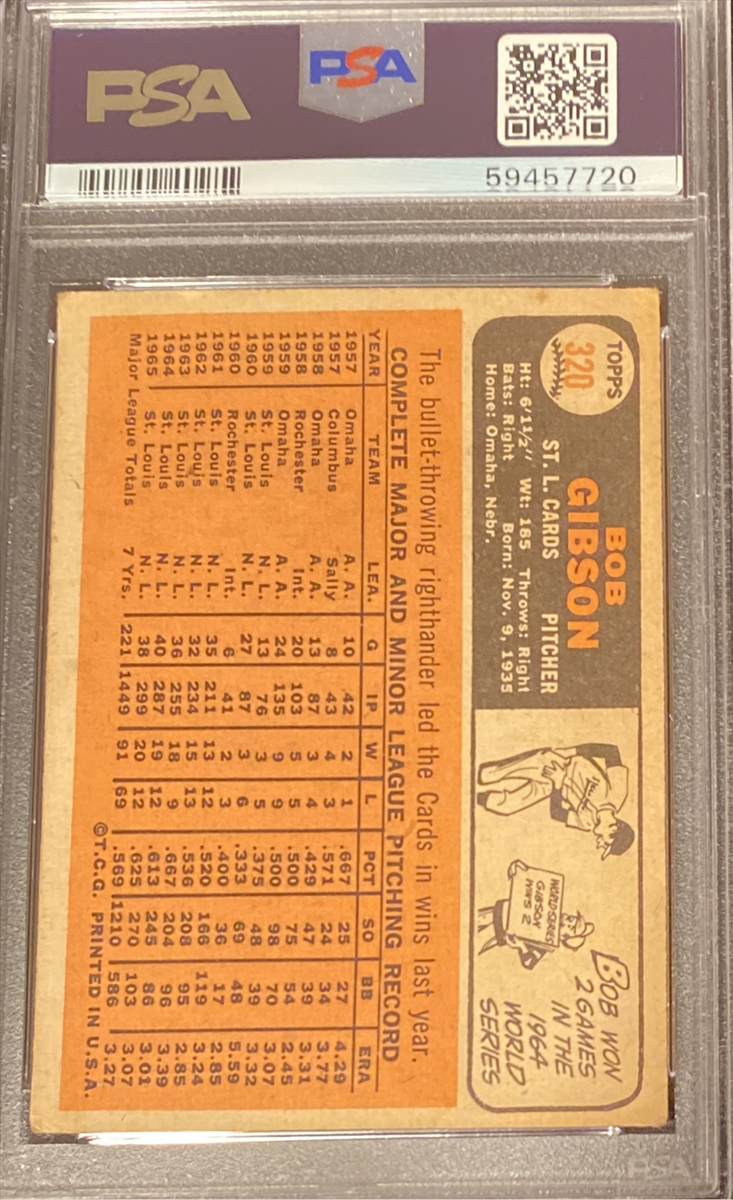 PSA
PSA
59457720
TOPPS
320
BOB
GIBSON
ST. L. CARDS PITCHER
Ht: 6'1½" Wt: 185 Throws: Right
Bats: Right Born: Nov. 9, 1935
Home: Omaha, Nebr.
WORLD SERIES
GIBSON
WINS 2
BOB WON
2 GAMES
IN THE
1964
WORLD
SERIES
The bullet-throwing righthander led the Cards in wins last year.
COMPLETE MAJOR AND MINOR LEAGUE PITCHING RECORD
YEAR TEAM LEA. G IP W L PCT SO BB ERA
1957 Omaha A. A. 10 42 2 1 .667 25 27 4.29
1957 Columbus Sally 8 43 4 3 .571 24 34 3.77
1958 Omaha A. A. 13 87 3 4 .429 47 39 3.31
1958 Rochester Int. 20 103 5 5 .500 75 54 2.45
1959 Omaha A. A. 24 135 9 9 .500 98 70 3.07
1959 St. Louis N. L. 13 76 3 5 .375 48 39 3.32
1960 St. Louis N. L. 27 87 3 6 .333 69 48 5.59
1960 Rochester Int. 6 41 2 3 .400 36 17 2.85
1961 St. Louis N. L. 35 211 13 12 .520 166 119 3.24
1962 St. Louis N. L. 32 234 15 13 .536 208 95 2.85
1963 St. Louis N. L. 36 255 18 9 .667 204 96 3.39
1964 St. Louis N. L. 40 287 19 12 .613 245 86 3.01
1965 St. Louis N. L. 38 299 20 12 .625 270 103 3.07
Major League Totals 7 Yrs. 221 1449 91 69 .569 1210 586 3.27
©T.C.G. PRINTED IN U.S.A.
PSA